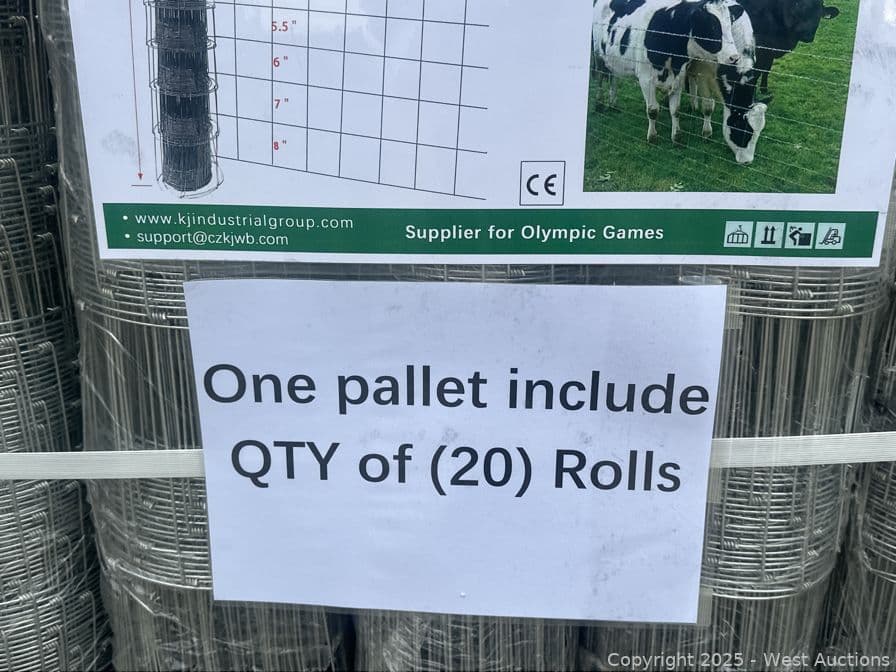 5.5"
6"
7"
8"
CE
• www.kjindustrialgroup.com
• support@czkjwb.com
Supplier for Olympic Games
One pallet include
QTY of (20) Rolls
Copyright 2025 - West Auctions